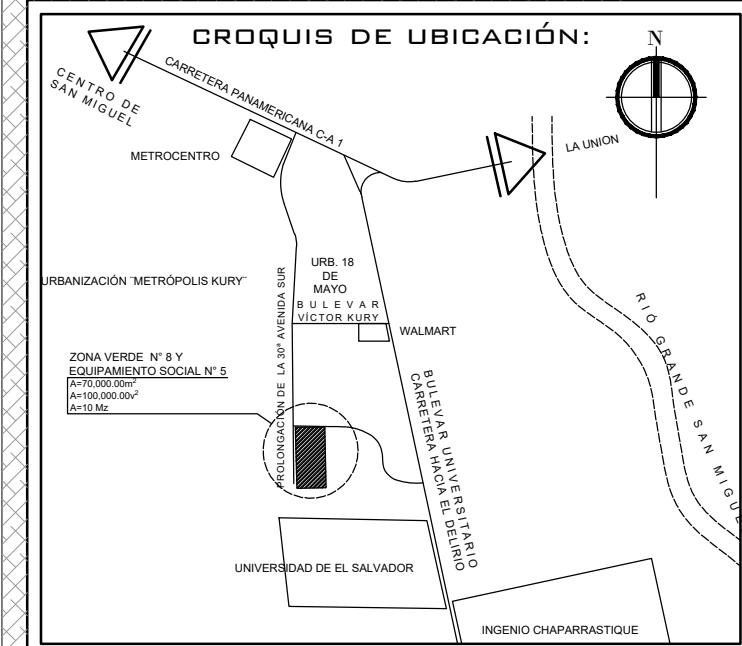 CROQUIS DE UBICACIÓN:
N
CENTRO DE
SAN MIGUEL
CARRETERA PANAMERICANA C-A 1
METROCENTRO
LA UNION
URBANIZACIÓN ¨METRÓPOLIS KURY¨
URB. 18
DE
MAYO
BULEVAR
VÍCTOR KURY
WALMART
PROLONGACIÓN DE LA 30ª AVENIDA SUR
RIÓ GRANDE SAN MIGUE
ZONA VERDE N° 8 Y
EQUIPAMIENTO SOCIAL N° 5
A=70,000.00m²
A=100,000.00v²
A=10 Mz
BULEVAR UNIVERSITARIO
CARRETERA HACIA EL DELIRIO
UNIVERSIDAD DE EL SALVADOR
INGENIO CHAPARRASTIQUE